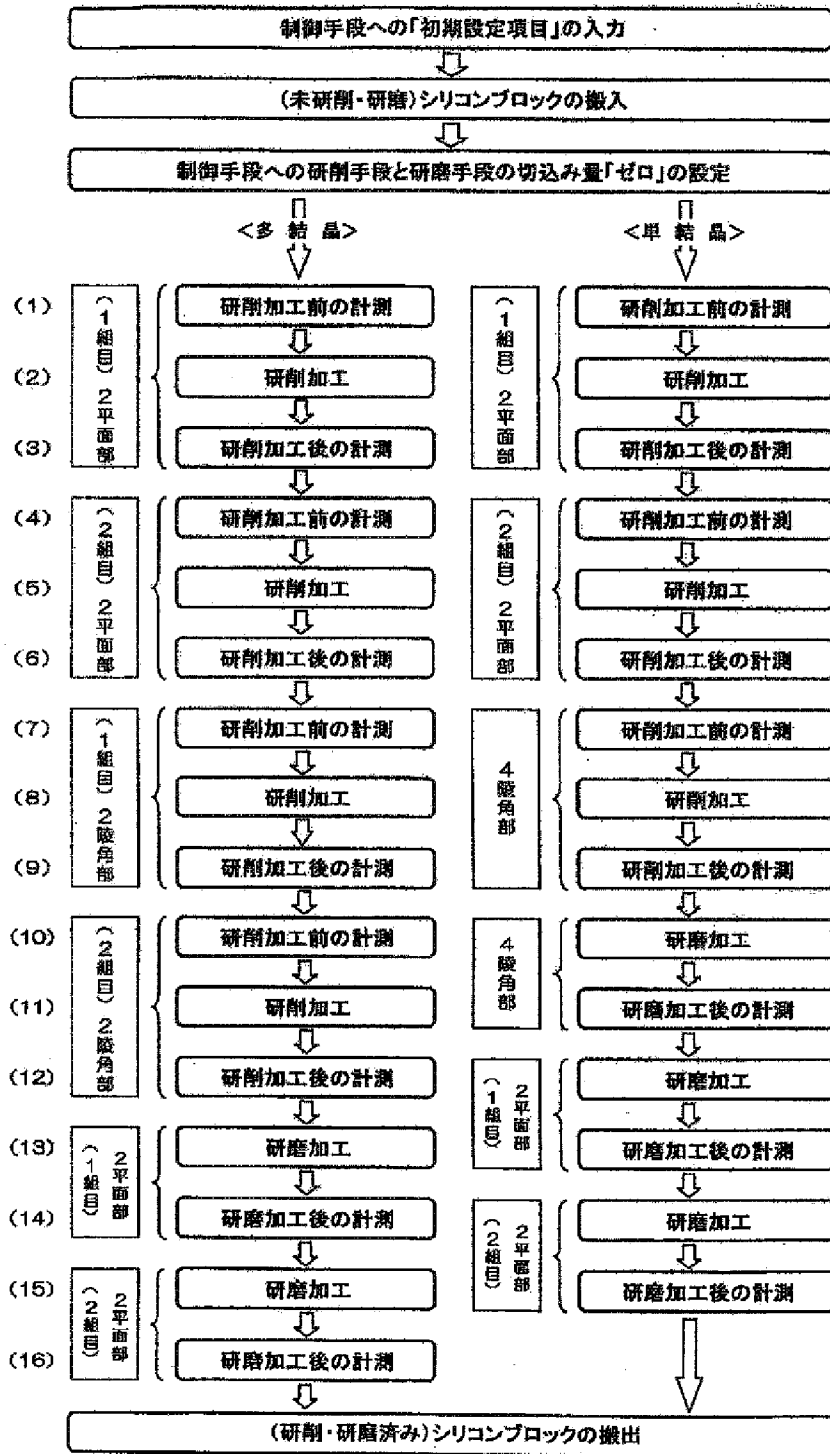 制御手段への「初期設定項目」の入力
(未研削・研磨)シリコンブロックの搬入
制御手段への研削手段と研磨手段の切込み量「ゼロ」の設定
<多結晶>
<単結晶>
(1)
(2)
(3)
(1組目)2平面部
研削加工前の計測
研削加工
研削加工後の計測
(4)
(5)
(6)
(2組目)2平面部
研削加工前の計測
研削加工
研削加工後の計測
(7)
(8)
(9)
(1組目)2陵角部
研削加工前の計測
研削加工
研削加工後の計測
(10)
(11)
(12)
(2組目)2陵角部
研削加工前の計測
研削加工
研削加工後の計測
(13)
(14)
2平面部
(1組目)
研磨加工
研磨加工後の計測
(15)
(16)
2平面部
(2組目)
研磨加工
研磨加工後の計測
(1組目)2平面部
研削加工前の計測
研削加工
研削加工後の計測
(2組目)2平面部
研削加工前の計測
研削加工
研削加工後の計測
4陵角部
研削加工前の計測
研削加工
研削加工後の計測
4陵角部
研磨加工
研磨加工後の計測
2平面部
(1組目)
研磨加工
研磨加工後の計測
2平面部
(2組目)
研磨加工
研磨加工後の計測
(研削・研磨済み)シリコンブロックの搬出